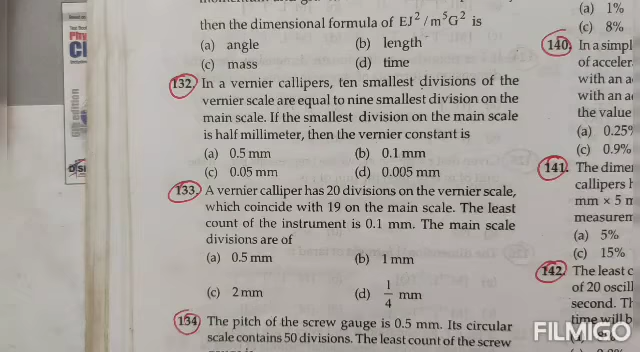 then the dimensional formula of EJ²/m⁵G² is
(a) angle (b) length
(c) mass (d) time
132. In a vernier callipers, ten smallest divisions of the
vernier scale are equal to nine smallest division on the
main scale. If the smallest division on the main scale
is half millimeter, then the vernier constant is
(a) 0.5 mm (b) 0.1 mm
(c) 0.05 mm (d) 0.005 mm
133. A vernier calliper has 20 divisions on the vernier scale,
which coincide with 19 on the main scale. The least
count of the instrument is 0.1 mm. The main scale
divisions are of
(a) 0.5 mm (b) 1 mm
(c) 2 mm (d) 1/4 mm
134. The pitch of the screw gauge is 0.5 mm. Its circular
scale contains 50 divisions. The least count of the screw
(a) 1%
(c) 8%
140. In a simpl
of acceler
with an a
with an a
the value
(a) 0.25%
(c) 0.9%
141. The dimer
callipers h
mm × 5 m
measurem
(a) 5%
(c) 15%
142. The least c
of 20 oscill
second. Th
time will b
FILMIGO